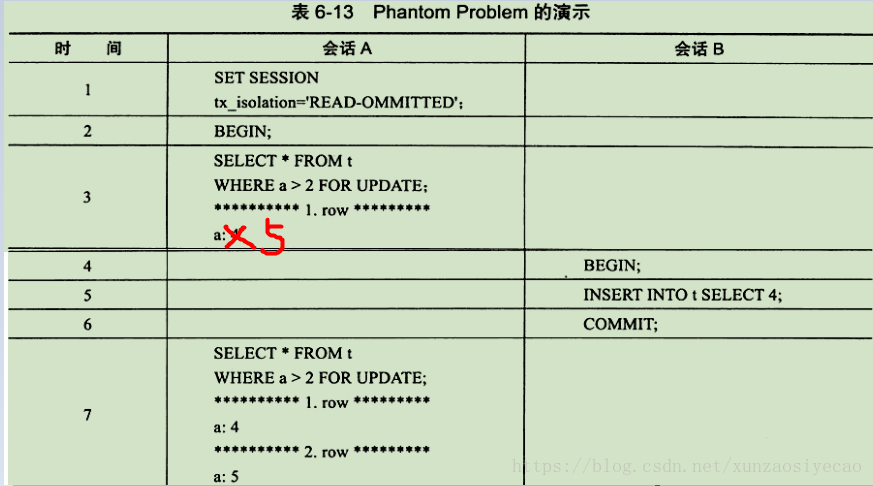 表 6-13 Phantom Problem 的演示
时 间 会话 A 会话 B
1 SET SESSION
tx_isolation='READ-OMMITTED';
2 BEGIN;
3 SELECT * FROM t
WHERE a > 2 FOR UPDATE;
********** 1. row *********
a: 5
4 BEGIN;
5 INSERT INTO t SELECT 4;
6 COMMIT;
7 SELECT * FROM t
WHERE a > 2 FOR UPDATE;
********** 1. row *********
a: 4
********** 2. row *********
a: 5
https://blog.csdn.net/xunzaosiyecao